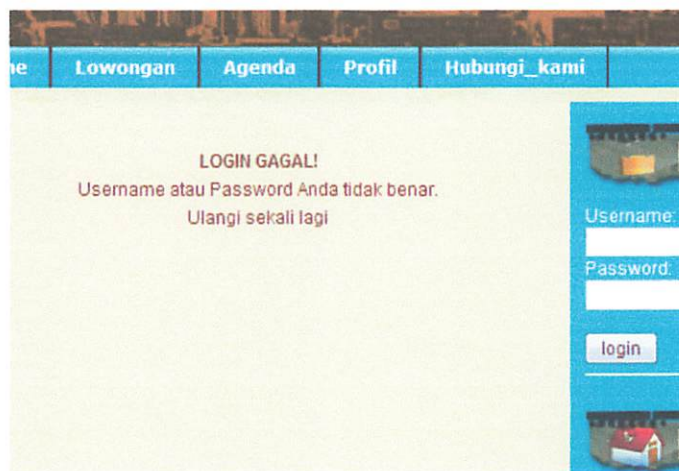 Lowongan
Agenda
Profil
Hubungi_kami
LOGIN GAGAL!
Username atau Password Anda tidak benar.
Ulangi sekali lagi
Username:
Password:
login